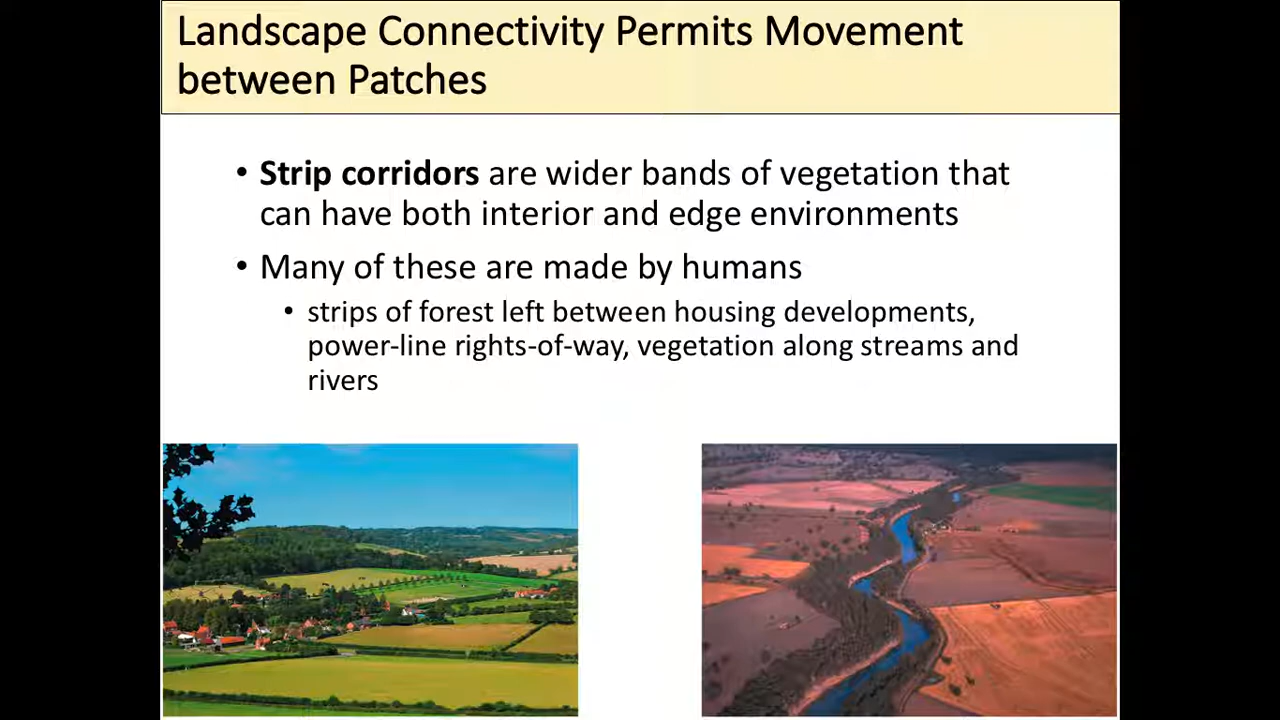 Landscape Connectivity Permits Movement
between Patches
• Strip corridors are wider bands of vegetation that
can have both interior and edge environments
• Many of these are made by humans
• strips of forest left between housing developments,
power-line rights-of-way, vegetation along streams and
rivers